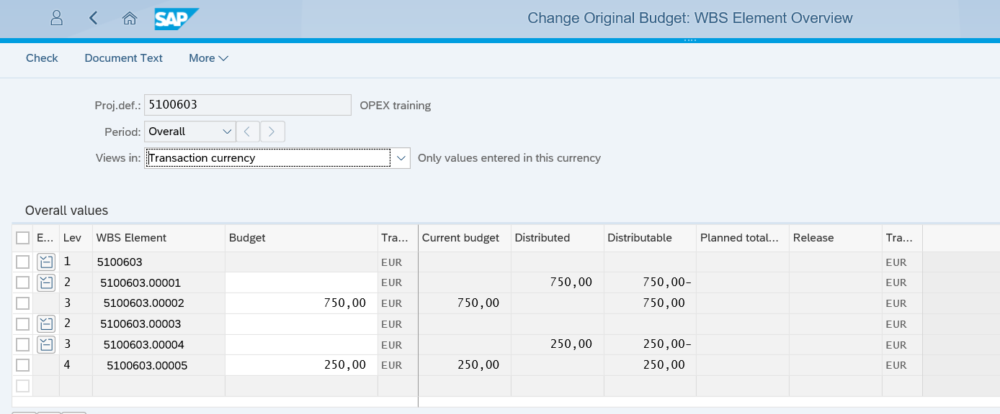 SAP Change Original Budget: WBS Element Overview
Check Document Text More
Proj.def.: 5100603 OPEX training
Period: Overall
Views in: Transaction currency Only values entered in this currency
Overall values
E... Lev WBS Element Budget Tra... Current budget Distributed Distributable Planned total... Release Tra...
1 5100603 EUR EUR
2 5100603.00001 EUR 750,00 750,00- EUR
3 5100603.00002 750,00 EUR 750,00 750,00 EUR
2 5100603.00003 EUR EUR
3 5100603.00004 EUR 250,00 250,00- EUR
4 5100603.00005 250,00 EUR 250,00 250,00 EUR